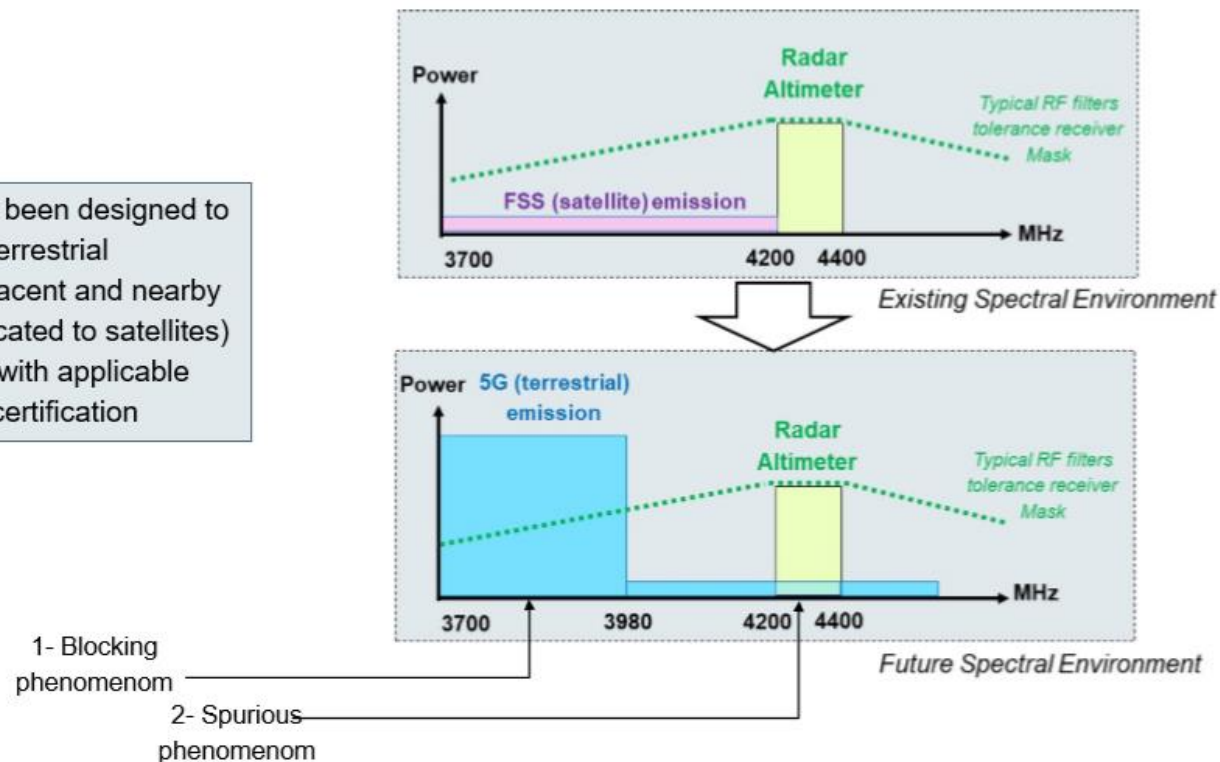 Power
Radar
Altimeter
Typical RF filters
tolerance receiver
Mask
FSS (satellite) emission
MHz
3700
4200
4400
Existing Spectral Environment
been designed to
errestrial
acent and nearby
cated to satellites)
with applicable
certification
Power
5G (terrestrial)
emission
Radar
Altimeter
Typical RF filters
tolerance receiver
Mask
MHz
3700
3980
4200
4400
Future Spectral Environment
1- Blocking
phenomenom
2- Spurious
phenomenom